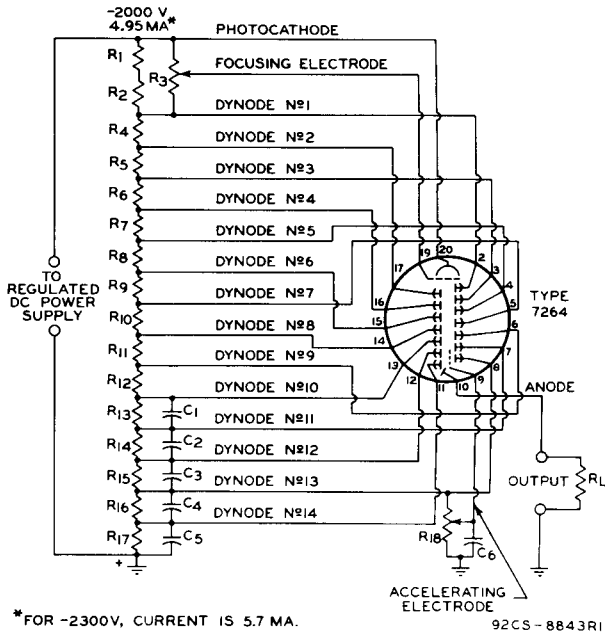 -2000 V
4.95 MA*
PHOTOCATHODE
R1
R3
FOCUSING ELECTRODE
R2
DYNODE №1
R4
DYNODE №2
R5
DYNODE №3
R6
DYNODE №4
R7
DYNODE №5
R8
DYNODE №6
R9
DYNODE №7
R10
DYNODE №8
R11
DYNODE №9
R12
DYNODE №10
R13
C1
DYNODE №11
R14
C2
DYNODE №12
R15
C3
DYNODE №13
R16
C4
DYNODE №14
R17
C5
+
TO
REGULATED
DC POWER
SUPPLY
19
20
2
3
17
4
16
5
15
6
14
7
13
8
12
11
10
9
TYPE
7264
ANODE
OUTPUT
RL
R18
C6
ACCELERATING
ELECTRODE
*FOR -2300V, CURRENT IS 5.7 MA.
92CS-8843R1